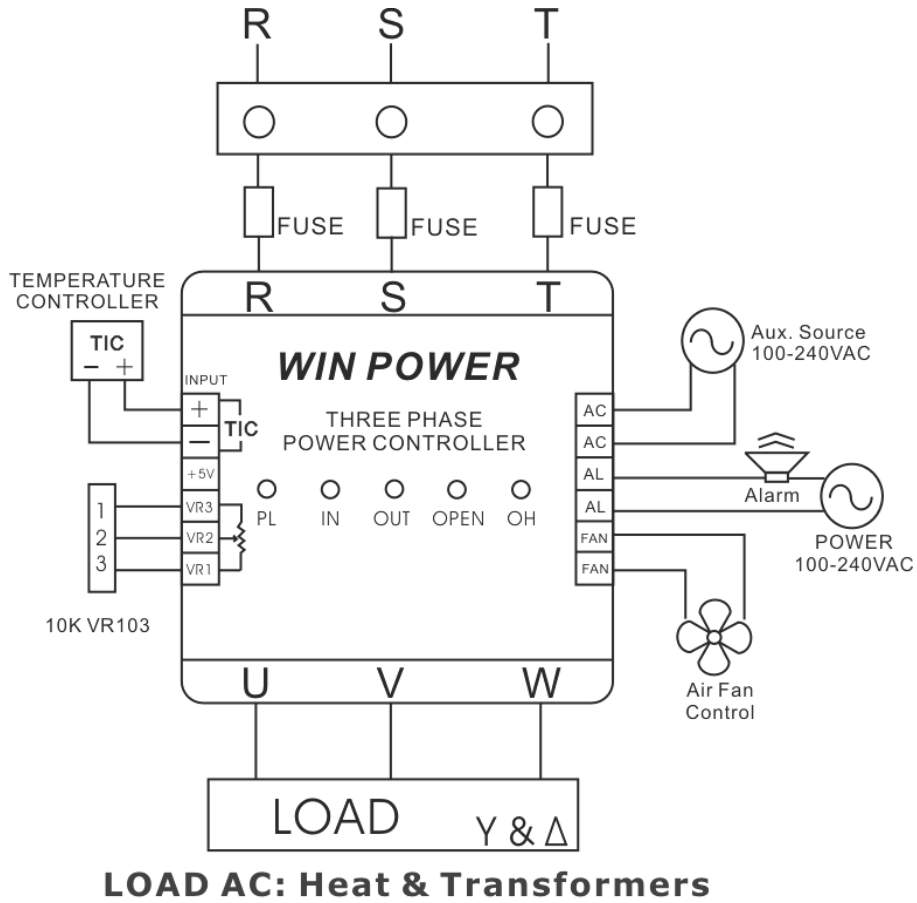 R S T
FUSE FUSE FUSE
R S T
TEMPERATURE
CONTROLLER
TIC
− +
INPUT
+
−
TIC
+5V
VR3
VR2
VR1
1
2
3
10K VR103
WIN POWER
THREE PHASE
POWER CONTROLLER
PL IN OUT OPEN OH
AC
AC
AL
AL
FAN
FAN
Aux. Source
100-240VAC
Alarm
POWER
100-240VAC
Air Fan
Control
U V W
LOAD
Y & Δ
LOAD AC: Heat & Transformers